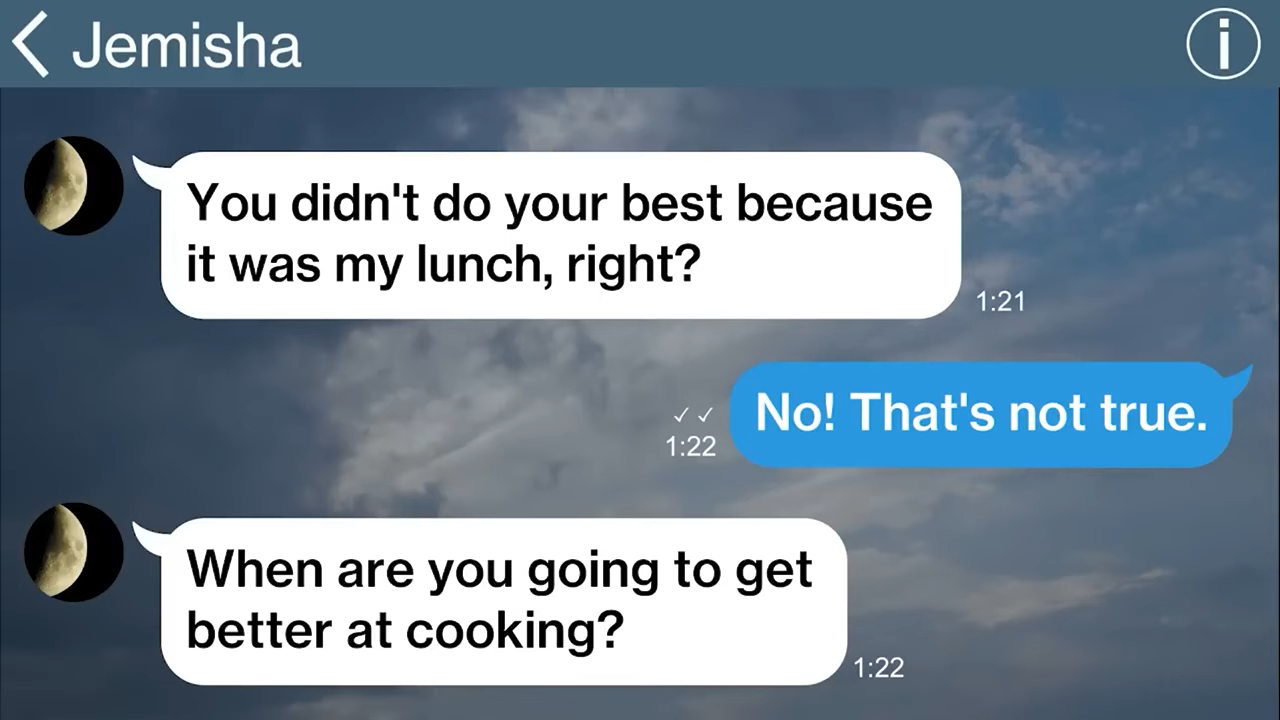 Jemisha
You didn't do your best because
it was my lunch, right?
1:21
No! That's not true.
✓✓
1:22
When are you going to get
better at cooking?
1:22